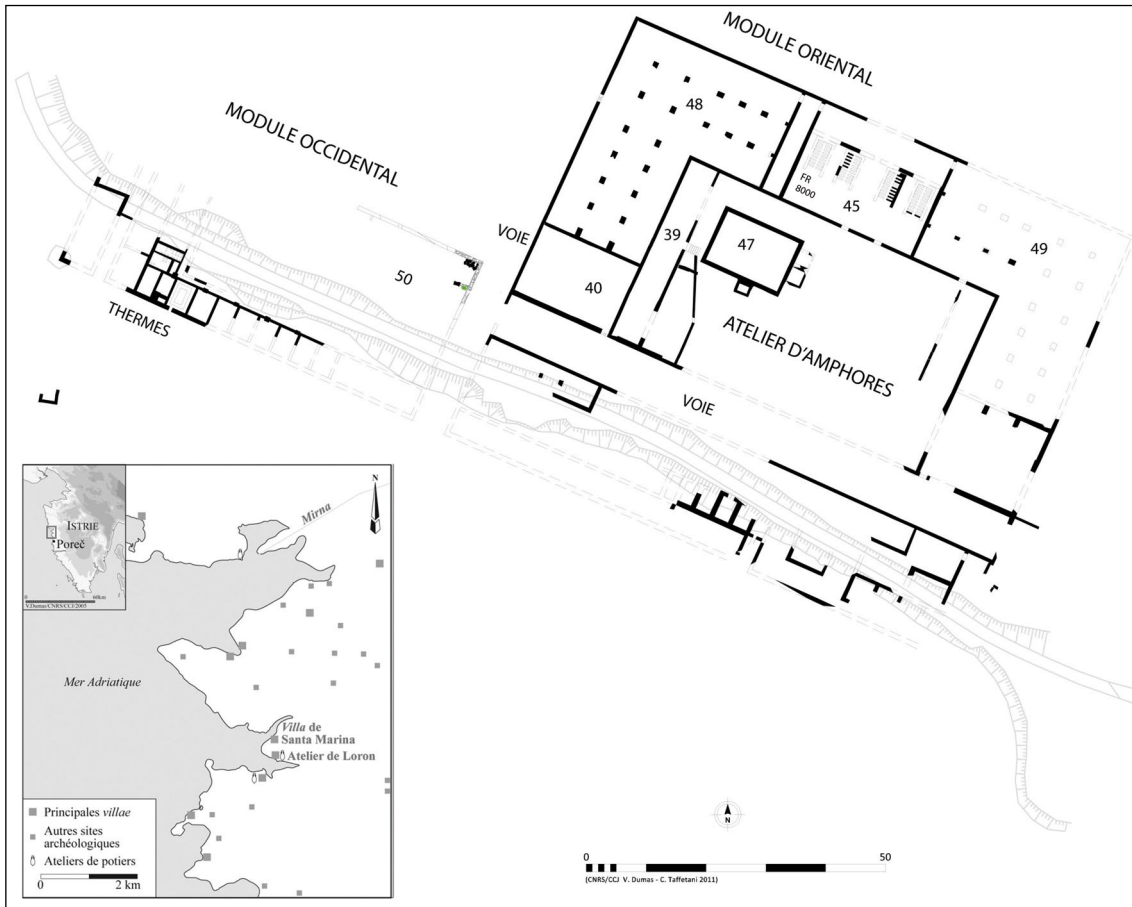 MODULE ORIENTAL
MODULE OCCIDENTAL
48
FR
8000
45
39
47
49
VOIE
50
40
THERMES
ATELIER D'AMPHORES
VOIE
N
ISTRIE
Poreč
0 60km
V.Dumas/CNRS/CCJ/2005
Mirna
Mer Adriatique
Villa de
Santa Marina
Atelier de Loron
Principales villae
Autres sites
archéologiques
Ateliers de potiers
0 2 km
N
0 50
(CNRS/CCJ V. Dumas - C. Taffetani 2011)